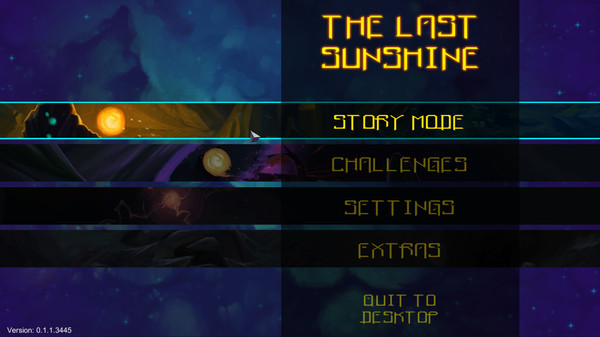 THE LAST
SUNSHINE
STORY MODE
CHALLENGES
SETTINGS
EXTRAS
QUIT TO
DESKTOP
Version: 0.1.1.3445